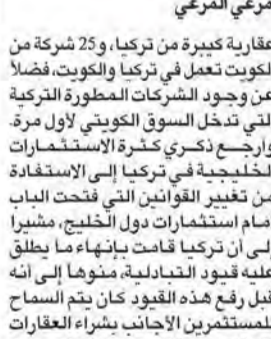 مرعي المرعي
عقارية كبيرة من تركيا، و25 شركة من
الكويت تعمل في تركيا والكويت، فضلاً
عن وجود الشركات المطورة التركية
التي تدخل السوق الكويتي لأول مرة.
وأرجع ذكري كثرة الاستثمارات
الخليجية في تركيا إلى الاستفادة
من تغيير القوانين التي فتحت الباب
أمام استثمارات دول الخليج، مشيرا
إلى أن تركيا قامت بإنهاء ما يطلق
عليه قيود التبادلية، منوها إلى أنه
قبل رفع هذه القيود كان يتم السماح
للمستثمرين الأجانب بشراء العقارات